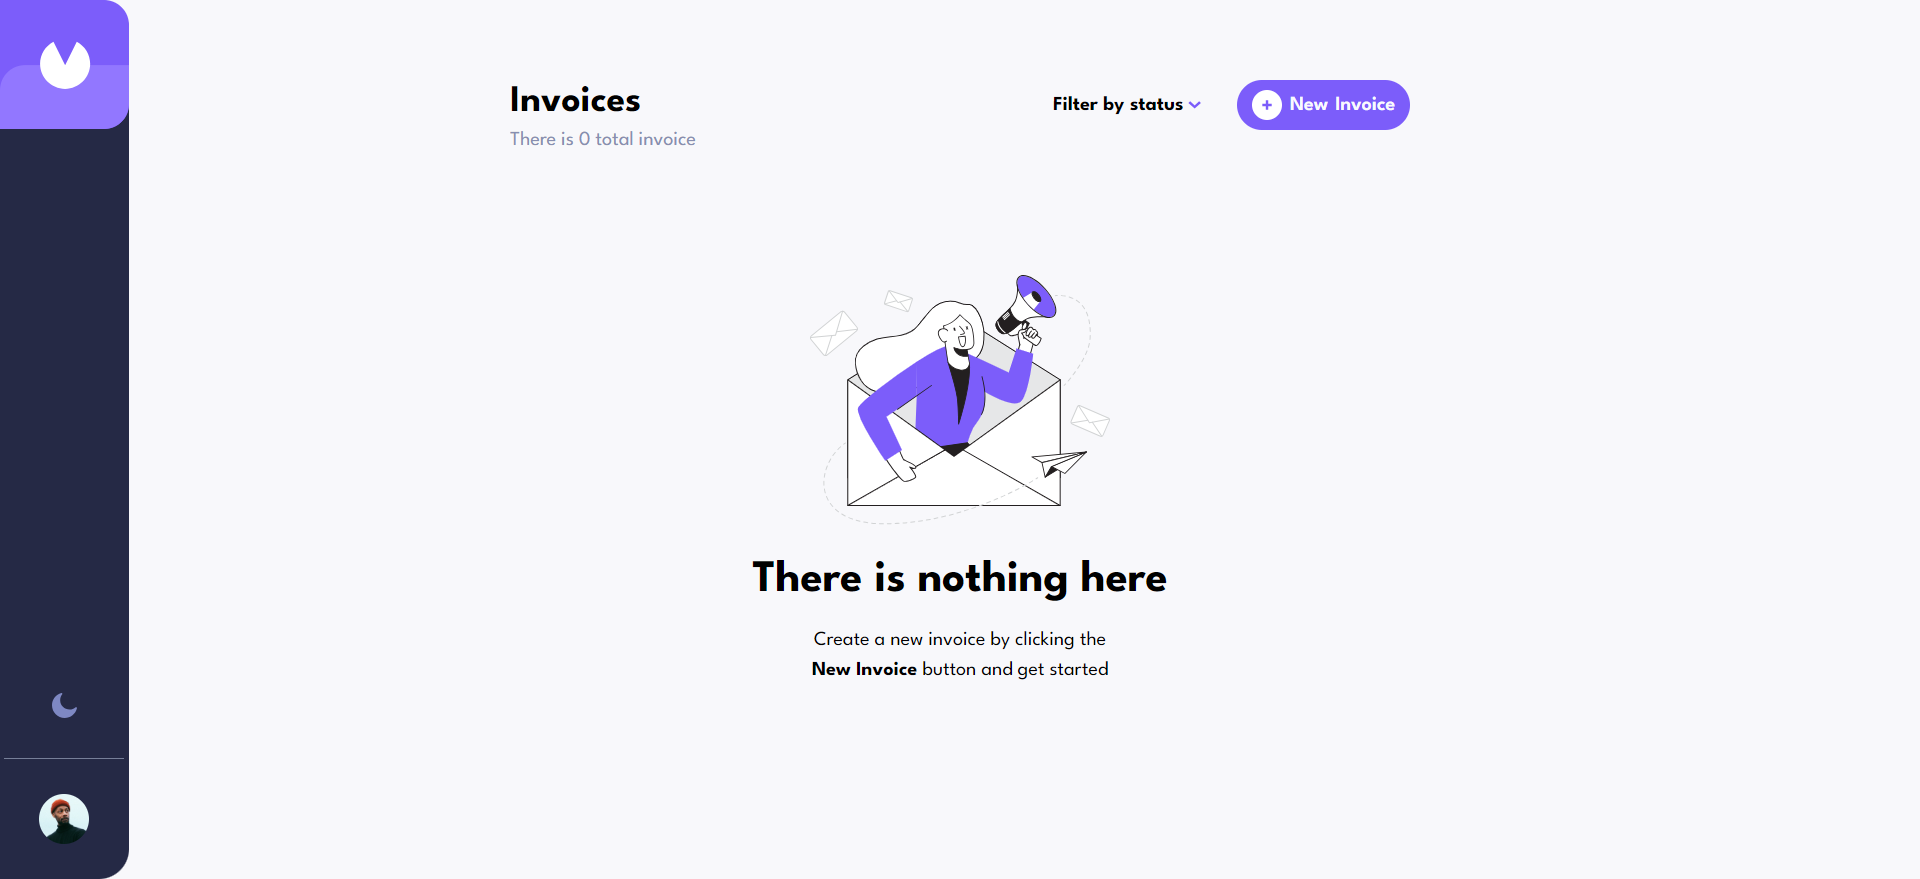 Invoices
There is 0 total invoice
Filter by status
New Invoice
There is nothing here
Create a new invoice by clicking the
New Invoice button and get started